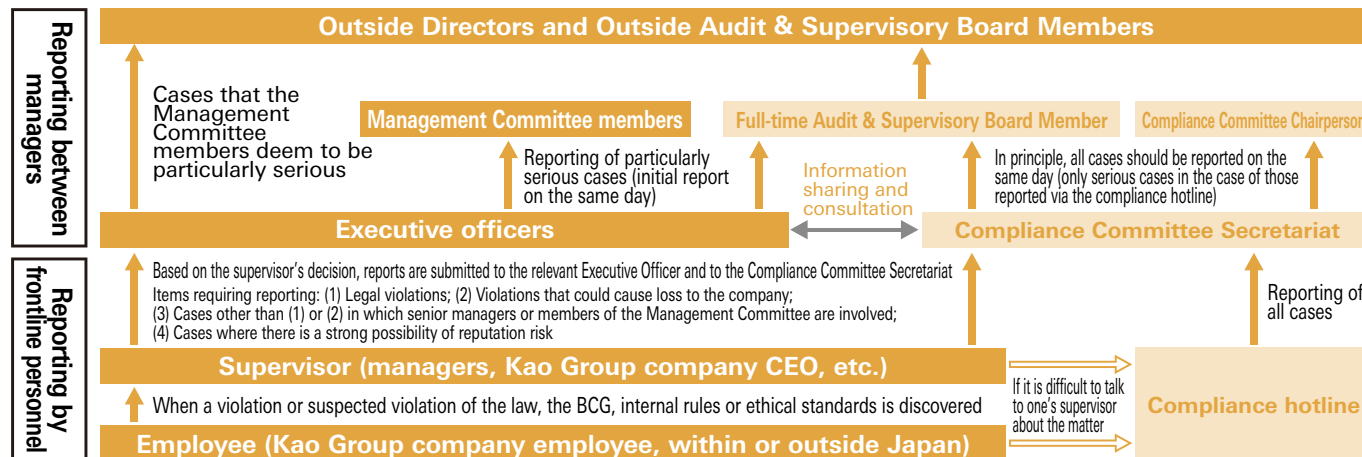 Reporting between
managers
Outside Directors and Outside Audit & Supervisory Board Members
Cases that the
Management
Committee
members deem to be
particularly serious
Management Committee members
Full-time Audit & Supervisory Board Member
Compliance Committee Chairperson
Reporting of particularly
serious cases (initial report
on the same day)
Information
sharing and
consultation
In principle, all cases should be reported on the
same day (only serious cases in the case of those
reported via the compliance hotline)
Executive officers
Compliance Committee Secretariat
Reporting by
frontline personnel
Based on the supervisor's decision, reports are submitted to the relevant Executive Officer and to the Compliance Committee Secretariat
Items requiring reporting: (1) Legal violations; (2) Violations that could cause loss to the company;
(3) Cases other than (1) or (2) in which senior managers or members of the Management Committee are involved;
(4) Cases where there is a strong possibility of reputation risk
Reporting of
all cases
Supervisor (managers, Kao Group company CEO, etc.)
When a violation or suspected violation of the law, the BCG, internal rules or ethical standards is discovered
If it is difficult to talk
to one's supervisor
about the matter
Compliance hotline
Employee (Kao Group company employee, within or outside Japan)